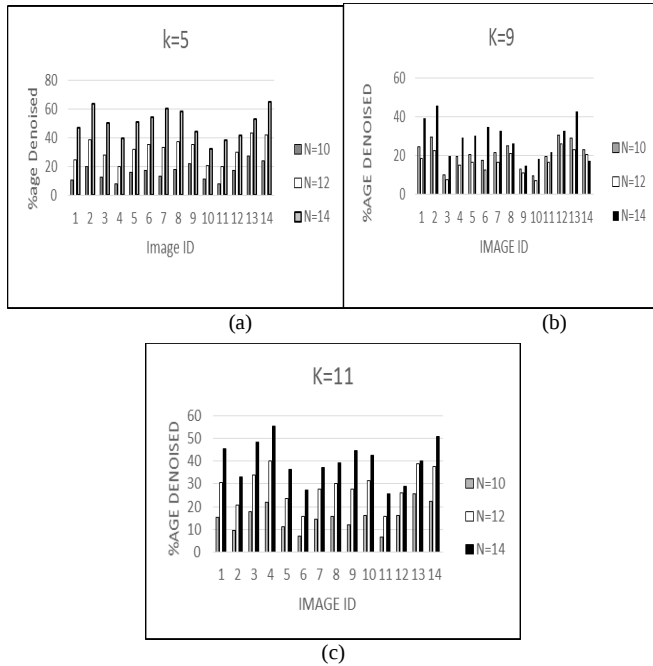 k=5
%age Denoised
80
60
40
20
0
1 2 3 4 5 6 7 8 9 10 11 12 13 14
Image ID
N=10
N=12
N=14
(a)
K=9
%AGE DENOISED
60
40
20
0
1 2 3 4 5 6 7 8 9 10 11 12 13 14
IMAGE ID
N=10
N=12
N=14
(b)
K=11
%AGE DENOISED
60
50
40
30
20
10
0
1 2 3 4 5 6 7 8 9 10 11 12 13 14
IMAGE ID
N=10
N=12
N=14
(c)